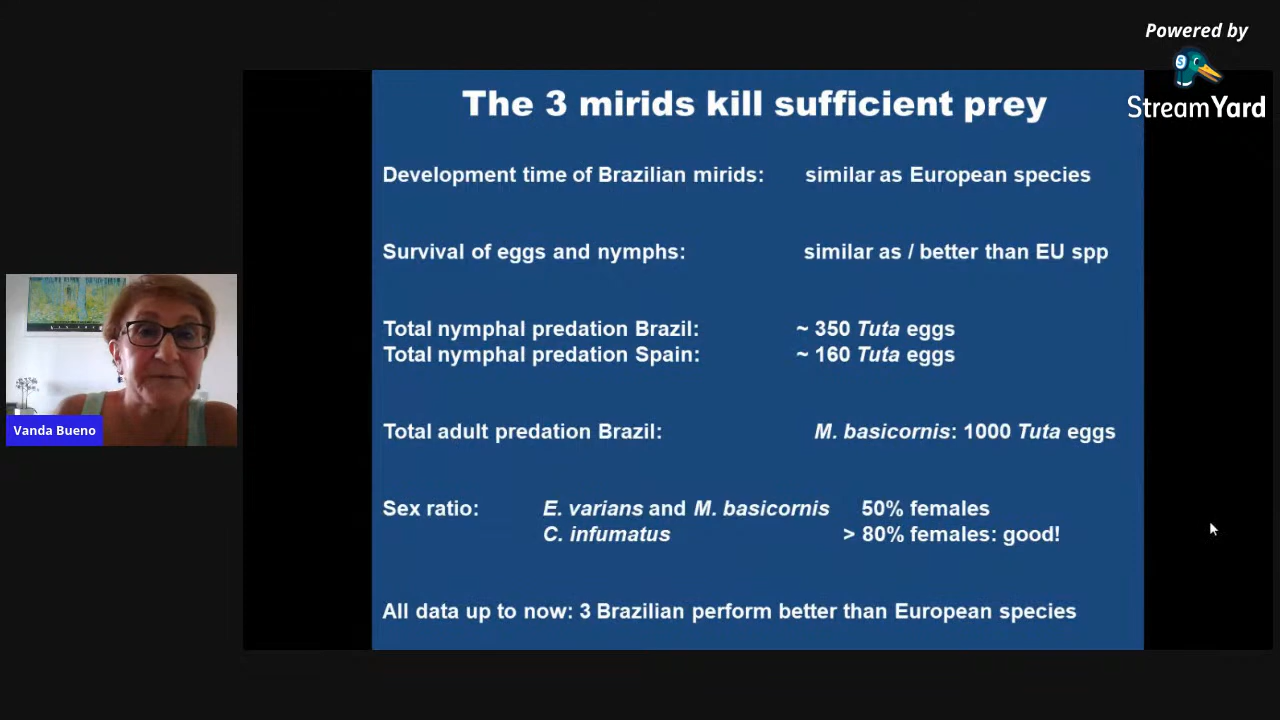 Powered by
StreamYard
The 3 mirids kill sufficient prey
Development time of Brazilian mirids: similar as European species
Survival of eggs and nymphs: similar as / better than EU spp
Total nymphal predation Brazil: ~ 350 Tuta eggs
Total nymphal predation Spain: ~ 160 Tuta eggs
Total adult predation Brazil: M. basicornis: 1000 Tuta eggs
Sex ratio: E. varians and M. basicornis 50% females
C. infumatus > 80% females: good!
All data up to now: 3 Brazilian perform better than European species
Vanda Bueno